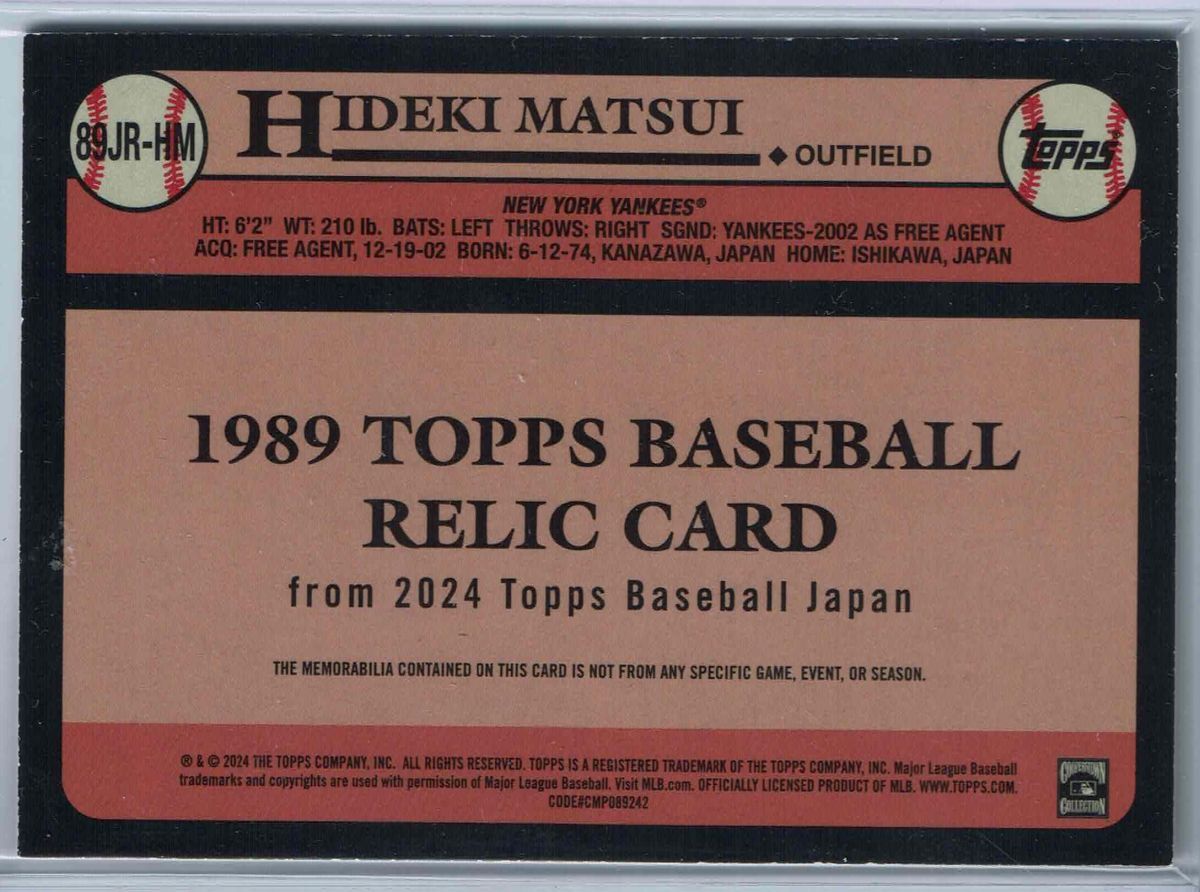 89JR-HM
HIDEKI MATSUI
◆ OUTFIELD
Topps
NEW YORK YANKEES®
HT: 6'2" WT: 210 lb. BATS: LEFT THROWS: RIGHT SGND: YANKEES-2002 AS FREE AGENT
ACQ: FREE AGENT, 12-19-02 BORN: 6-12-74, KANAZAWA, JAPAN HOME: ISHIKAWA, JAPAN
1989 TOPPS BASEBALL
RELIC CARD
from 2024 Topps Baseball Japan
THE MEMORABILIA CONTAINED ON THIS CARD IS NOT FROM ANY SPECIFIC GAME, EVENT, OR SEASON.
® & © 2024 THE TOPPS COMPANY, INC. ALL RIGHTS RESERVED. TOPPS IS A REGISTERED TRADEMARK OF THE TOPPS COMPANY, INC. Major League Baseball
trademarks and copyrights are used with permission of Major League Baseball. Visit MLB.com. OFFICIALLY LICENSED PRODUCT OF MLB. WWW.TOPPS.COM.
CODE#CMP089242
COOPERSTOWN
COLLECTION